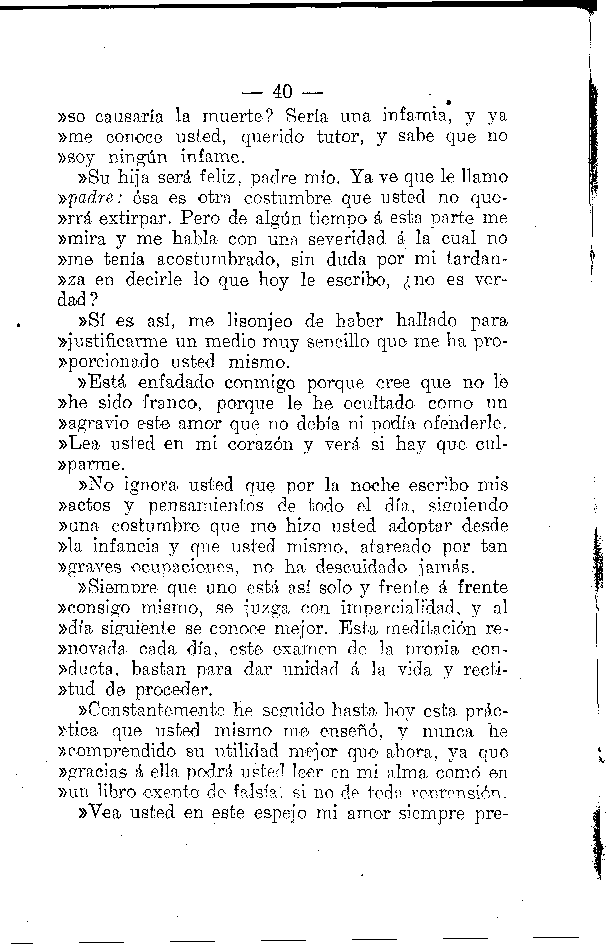 — 40 —
»so causaría la muerte? Sería una infamia, y ya
»me conoce usted, querido tutor, y sabe que no
»soy ningún infame.
»Su hija será feliz, padre mío. Ya ve que le llamo
»padre: ésa es otra costumbre que usted no que-
»rrá extirpar. Pero de algún tiempo á esta parte me
»mira y me habla con una severidad á la cual no
»me tenía acostumbrado, sin duda por mi tardan-
»za en decirle lo que hoy le escribo, ¿no es ver-
dad?
»Sí es así, me lisonjeo de haber hallado para
»justificarme un medio muy sencillo que me ha pro-
»porcionado usted mismo.
»Está enfadado conmigo porque cree que no le
»he sido franco, porque le he ocultado como un
»agravio este amor que no debía ni podía ofenderle.
»Lea usted en mi corazón y verá si hay que cul-
»parme.
»No ignora usted que por la noche escribo mis
»actos y pensamientos de todo el día, siguiendo
»una costumbre que me hizo usted adoptar desde
»la infancia y que usted mismo, atareado por tan
»graves ocupaciones, no ha descuidado jamás.
»Siempre que uno está así solo y frente á frente
»consigo mismo, se juzga con imparcialidad, y al
»día siguiente se conoce mejor. Esta meditación re-
»novada cada día, este examen de la propia con-
»ducta, bastan para dar unidad á la vida y recti-
»tud de proceder.
»Constantemente he seguido hasta hoy esta prác-
»tica que usted mismo me enseñó, y nunca he
»comprendido su utilidad mejor que ahora, ya que
»gracias á ella podrá usted leer en mi alma como en
»un libro exento de falsía, si no de toda reprensión.
»Vea usted en este espejo mi amor siempre pre-